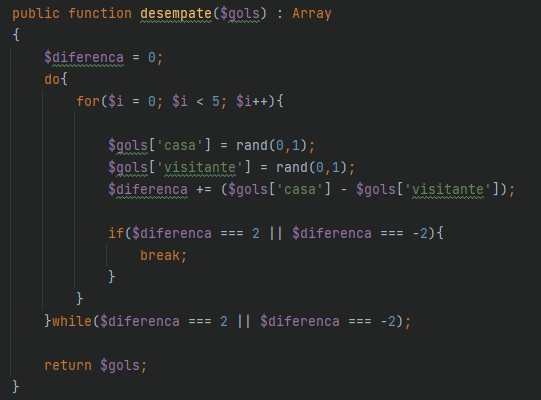 public function desempate($gols) : Array
{
    $diferenca = 0;
    do{
        for($i = 0; $i < 5; $i++){

            $gols['casa'] = rand(0,1);
            $gols['visitante'] = rand(0,1);
            $diferenca += ($gols['casa'] - $gols['visitante']);

            if($diferenca === 2 || $diferenca === -2){
                break;
            }
        }
    }while($diferenca === 2 || $diferenca === -2);

    return $gols;
}